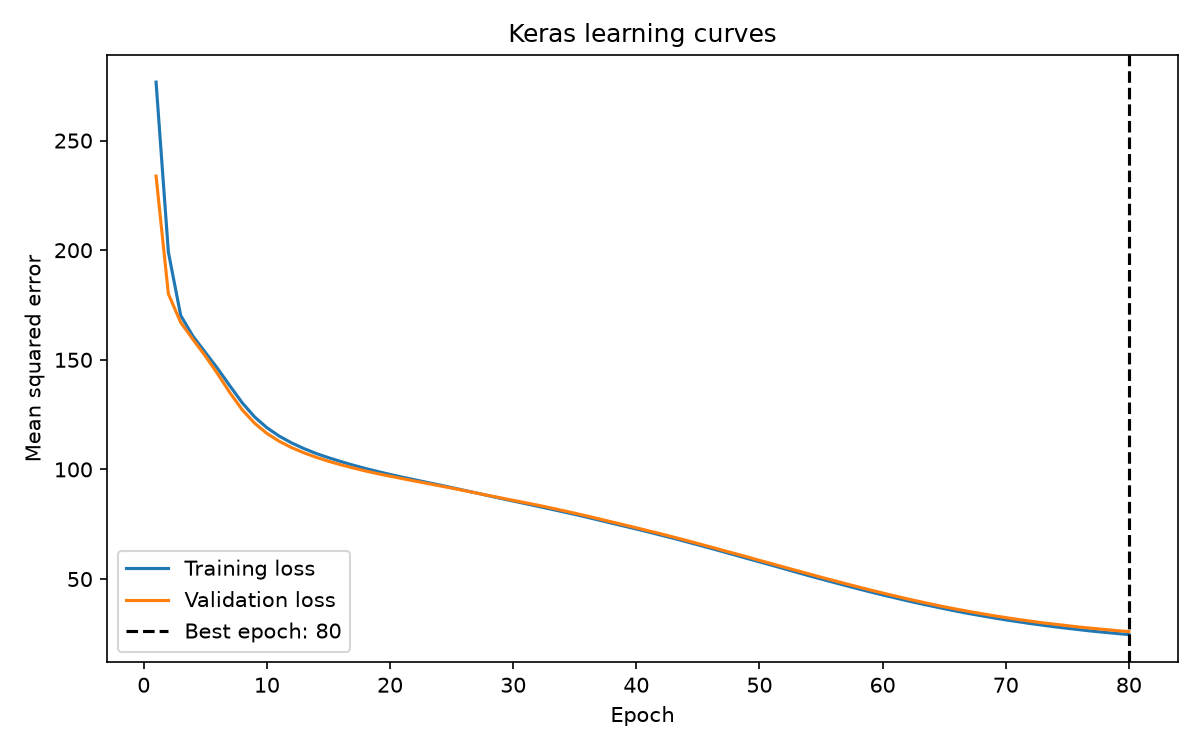 Keras learning curves
Mean squared error
250
200
150
100
50
Training loss
Validation loss
Best epoch: 80
0 10 20 30 40 50 60 70 80
Epoch